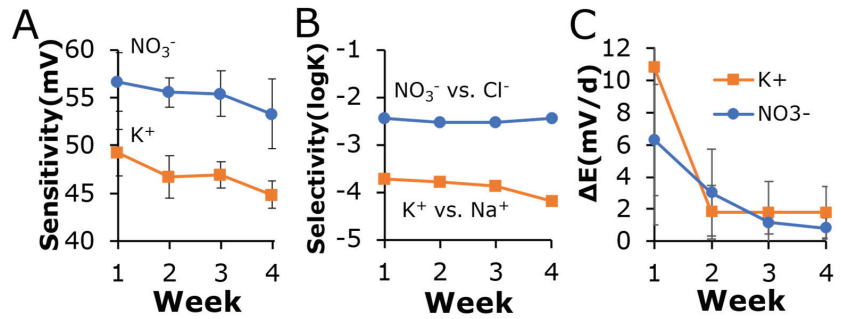 A
Sensitivity(mV)
60
55
50
45
40
NO₃⁻
K⁺
1 2 3 4
Week
B
Selectivity(logK)
-1
-2
-3
-4
-5
NO₃⁻ vs. Cl⁻
K⁺ vs. Na⁺
1 2 3 4
Week
C
ΔE(mV/d)
12
10
8
6
4
2
0
K+
NO3-
1 2 3 4
Week